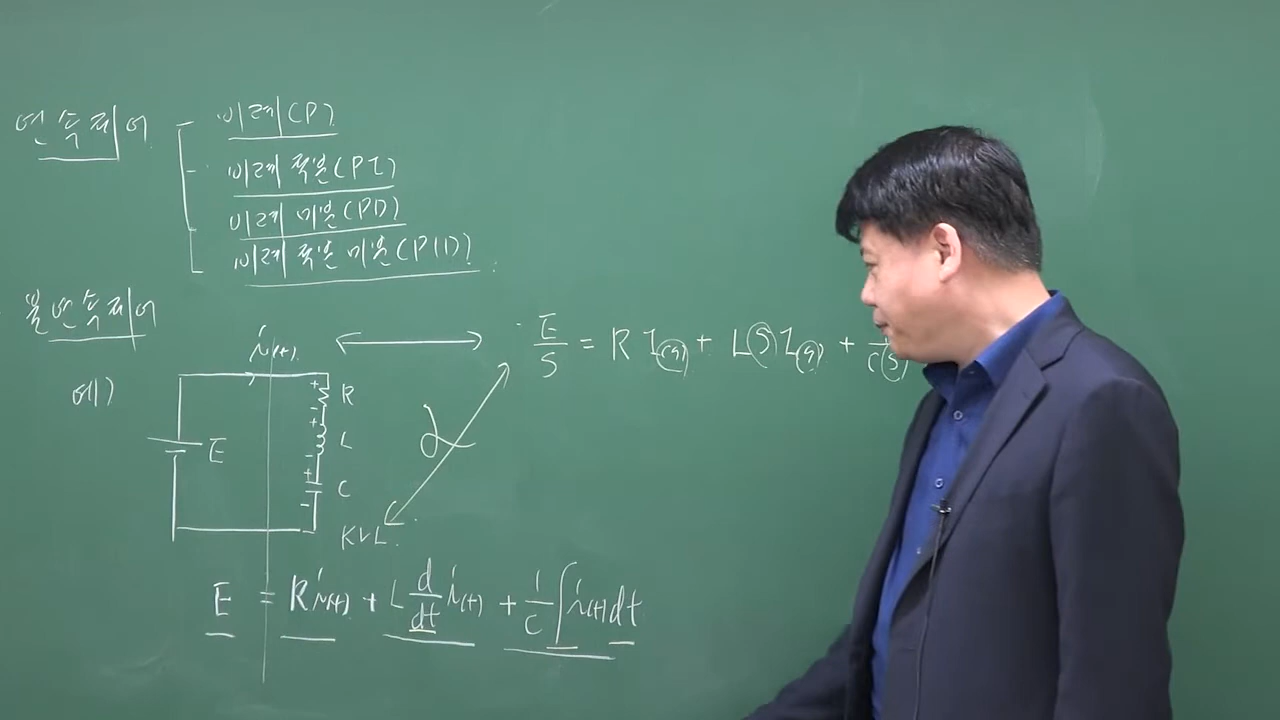 연속제어
비례(P)
비례 적분(PI)
비례 미분(PD)
비례 적분 미분(PID)
불연속제어
예)
i(t)
E
R
L
C
+
-
+
-
+
-
KVL.
ℒ
E/S = R I(s) + L(S)I(s) + 1/C(S)
E = Ri(t) + L d/dt i(t) + 1/C ∫i(t)dt